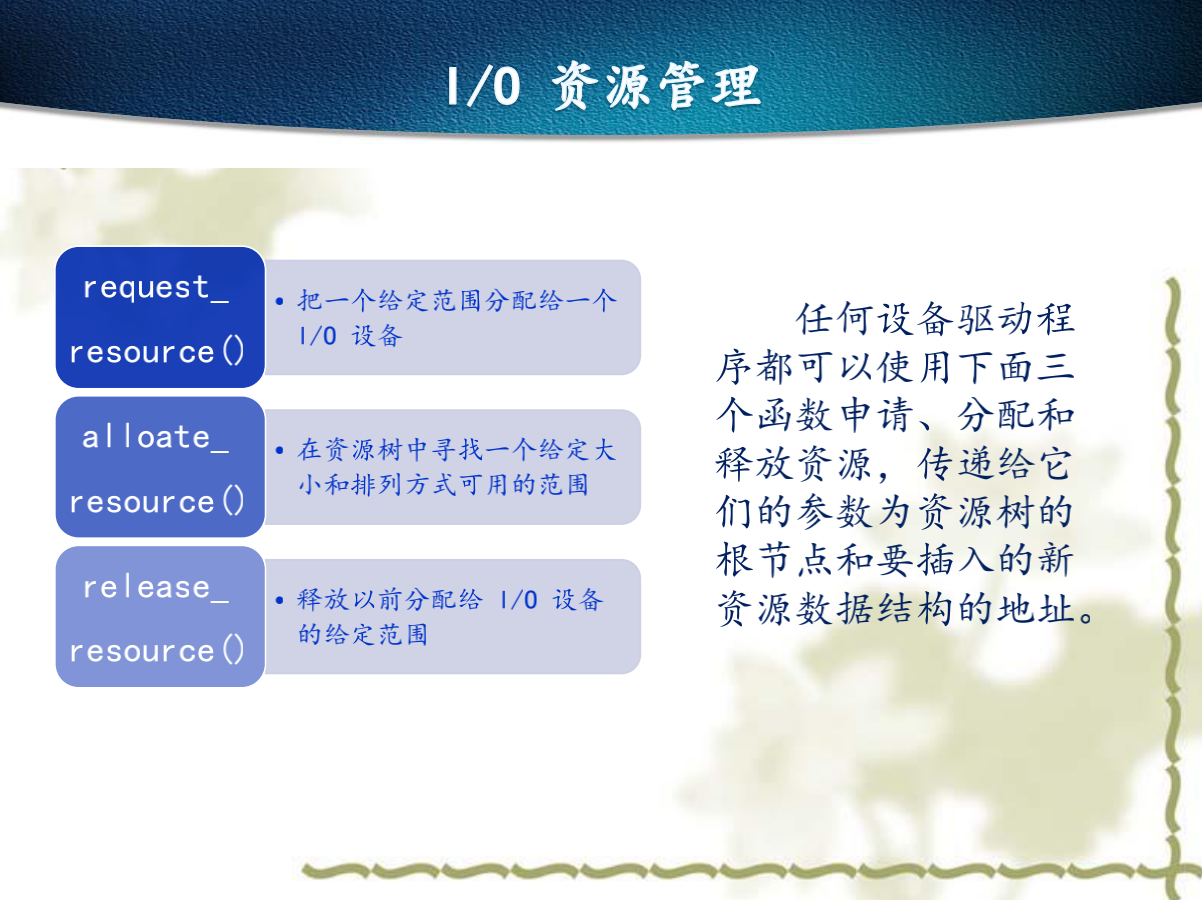 I/O 资源管理
request_
resource()
• 把一个给定范围分配给一个
I/O 设备
alloate_
resource()
• 在资源树中寻找一个给定大
小和排列方式可用的范围
release_
resource()
• 释放以前分配给 I/O 设备
的给定范围
任何设备驱动程
序都可以使用下面三
个函数申请、分配和
释放资源，传递给它
们的参数为资源树的
根节点和要插入的新
资源数据结构的地址。